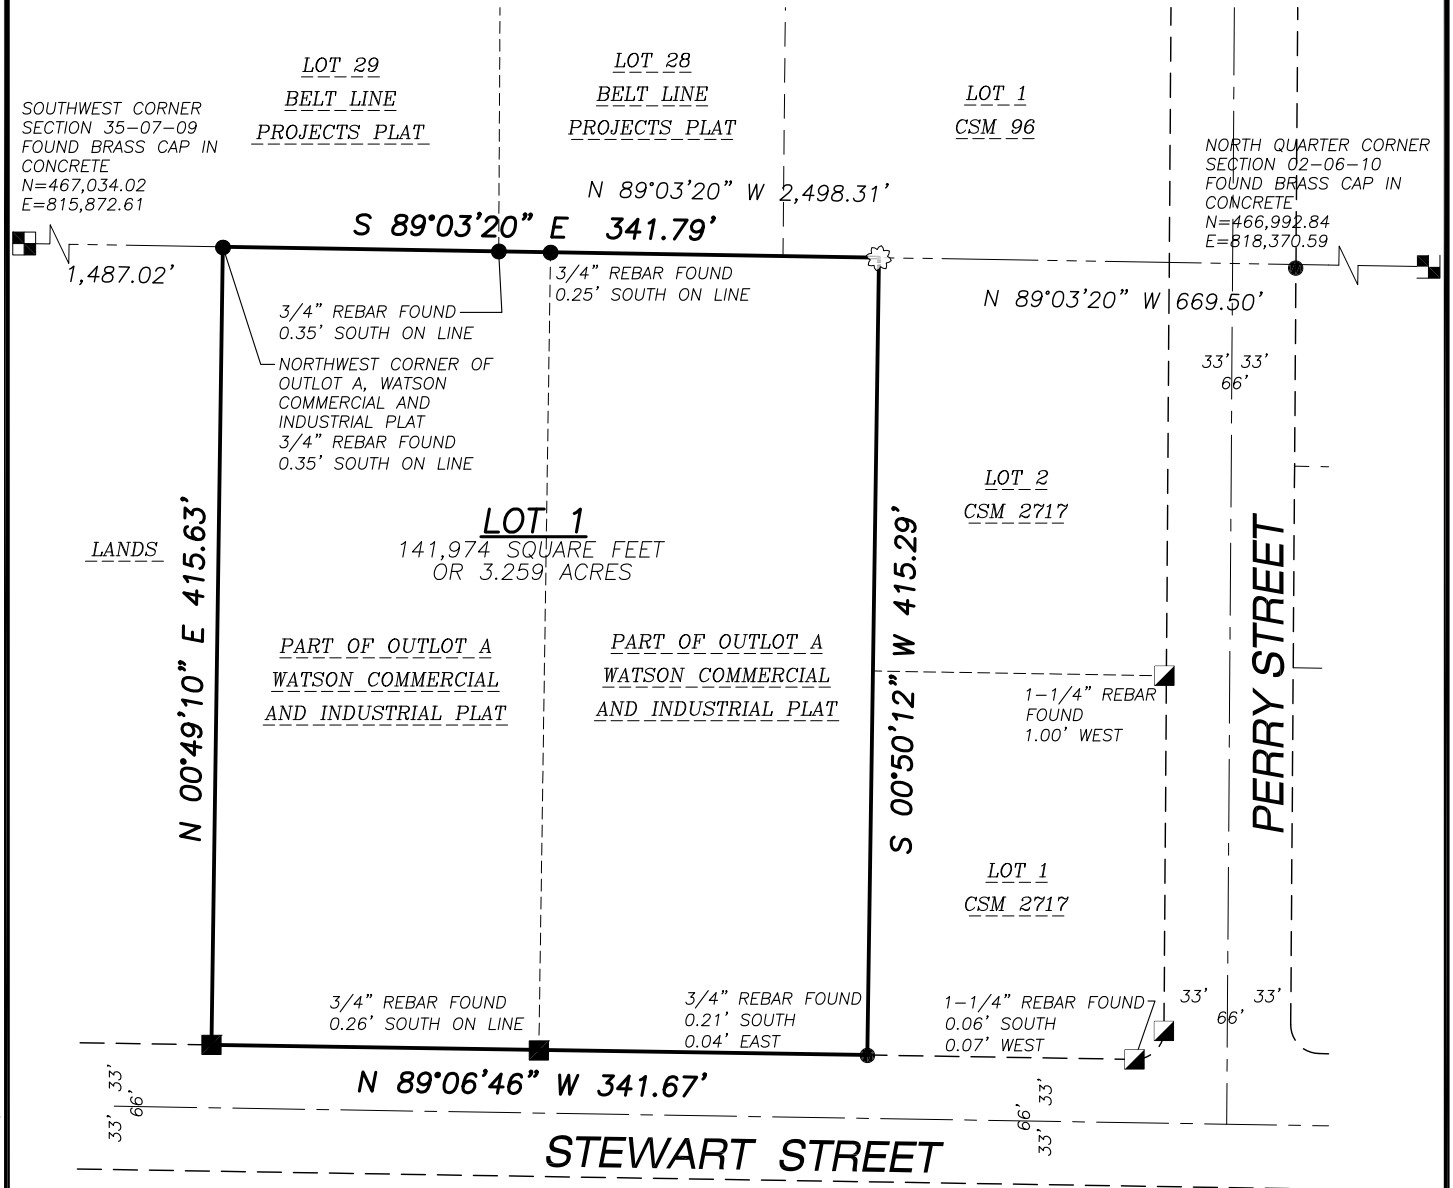 LOT 29
BELT LINE
PROJECTS PLAT
LOT 28
BELT LINE
PROJECTS PLAT
LOT 1
CSM 96
SOUTHWEST CORNER
SECTION 35-07-09
FOUND BRASS CAP IN
CONCRETE
N=467,034.02
E=815,872.61
NORTH QUARTER CORNER
SECTION 02-06-10
FOUND BRASS CAP IN
CONCRETE
N=466,992.84
E=818,370.59
N 89°03'20" W 2,498.31'
S 89°03'20" E 341.79'
1,487.02'
3/4" REBAR FOUND
0.25' SOUTH ON LINE
N 89°03'20" W 669.50'
3/4" REBAR FOUND
0.35' SOUTH ON LINE
NORTHWEST CORNER OF
OUTLOT A, WATSON
COMMERCIAL AND
INDUSTRIAL PLAT
3/4" REBAR FOUND
0.35' SOUTH ON LINE
33' 33'
66'
LOT 2
CSM 2717
N 00°49'10" E 415.63'
LOT 1
141,974 SQUARE FEET
OR 3.259 ACRES
S 00°50'12" W 415.29'
LANDS
PERRY STREET
PART OF OUTLOT A
WATSON COMMERCIAL
AND INDUSTRIAL PLAT
PART OF OUTLOT A
WATSON COMMERCIAL
AND INDUSTRIAL PLAT
1-1/4" REBAR
FOUND
1.00' WEST
LOT 1
CSM 2717
3/4" REBAR FOUND
0.26' SOUTH ON LINE
3/4" REBAR FOUND
0.21' SOUTH
0.04' EAST
1-1/4" REBAR FOUND
0.06' SOUTH
0.07' WEST
33' 33'
66'
N 89°06'46" W 341.67'
33'
66'
33'
33'
66'
33'
STEWART STREET